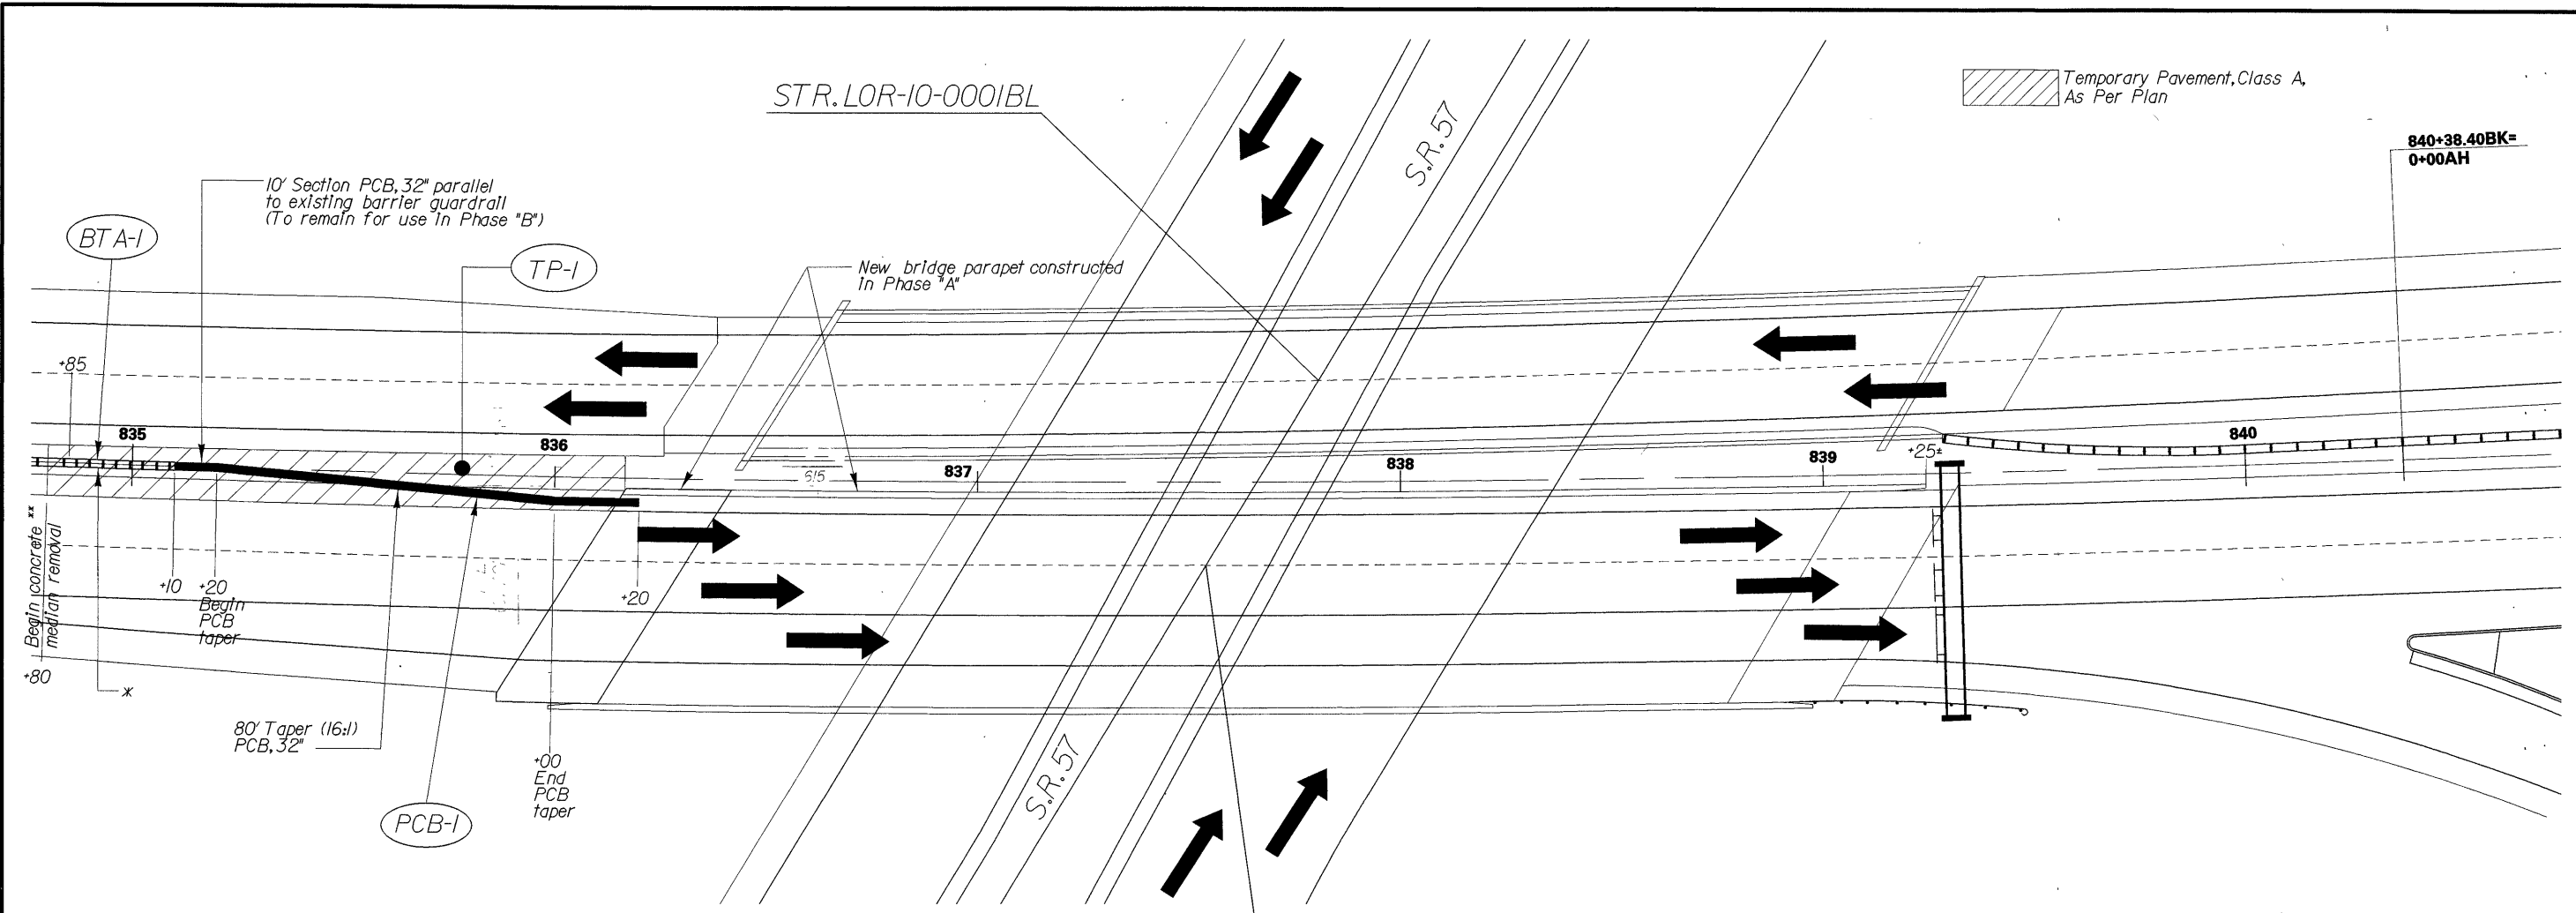 STR. LOR-10-0001BL
Temporary Pavement, Class A,
As Per Plan
840+38.40BK=
0+00AH
S.R. 57
10' Section PCB, 32" parallel
to existing barrier guardrail
(To remain for use in Phase "B")
BTA-1
TP-1
New bridge parapet constructed
in Phase "A"
+85
835
836
837
838
839
840
+25±
615
Begin concrete **
median removal
+80
+10
+20
Begin
PCB
taper
+20
80' Taper (16:1)
PCB, 32"
+00
End
PCB
taper
PCB-1
S.R. 57